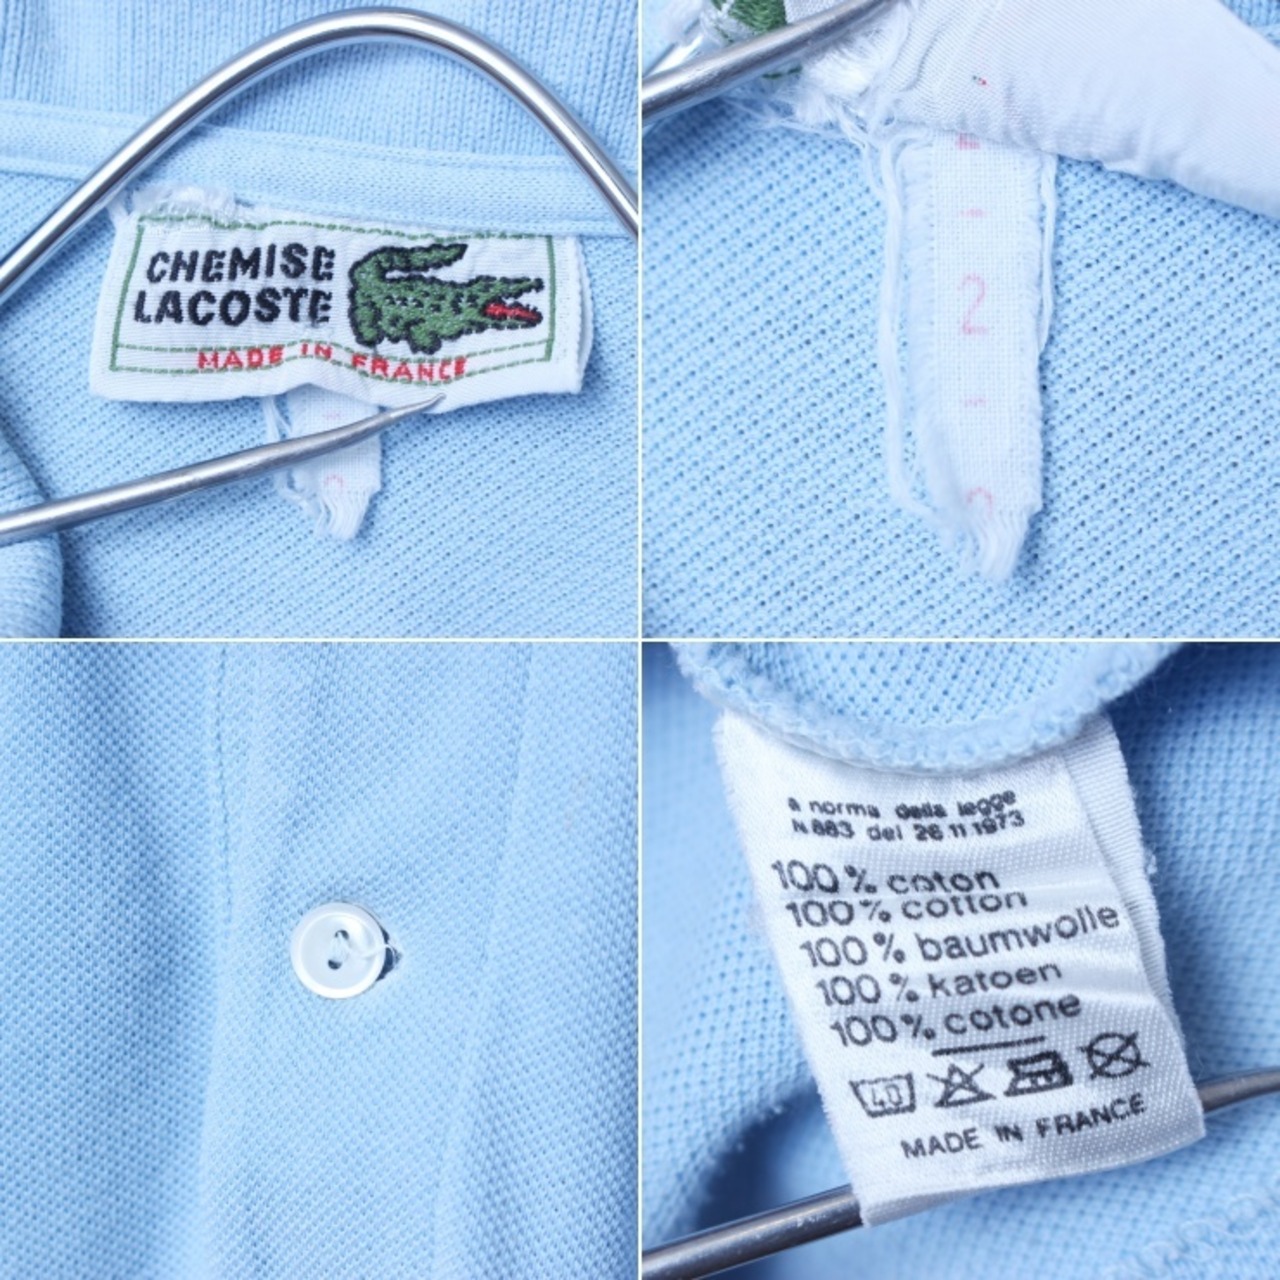 CHEMISE
LACOSTE
MADE IN FRANCE
2
a norma della legge
N.883 del 26 11 1973
100% coton
100% cotton
100% baumwolle
100% katoen
100% cotone
40
MADE IN FRANCE